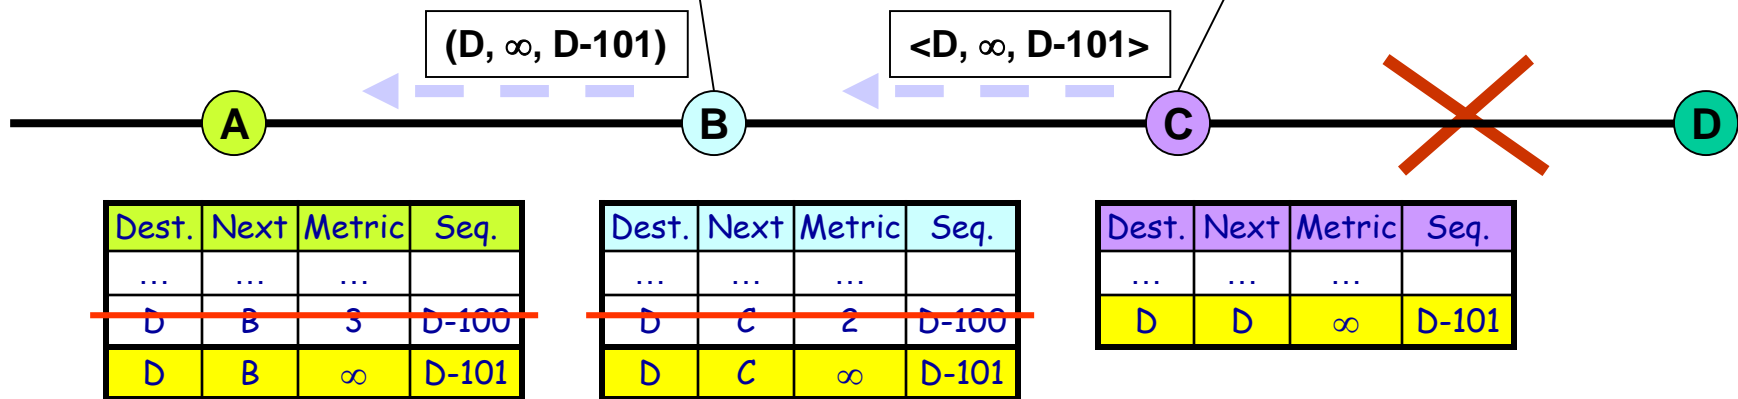 (D, ∞, D-101)
<D, ∞, D-101>
A
B
C
D
Dest. Next Metric Seq.
... ... ...
D B 3 D-100
D B ∞ D-101
Dest. Next Metric Seq.
... ... ...
D C 2 D-100
D C ∞ D-101
Dest. Next Metric Seq.
... ... ...
D D ∞ D-101